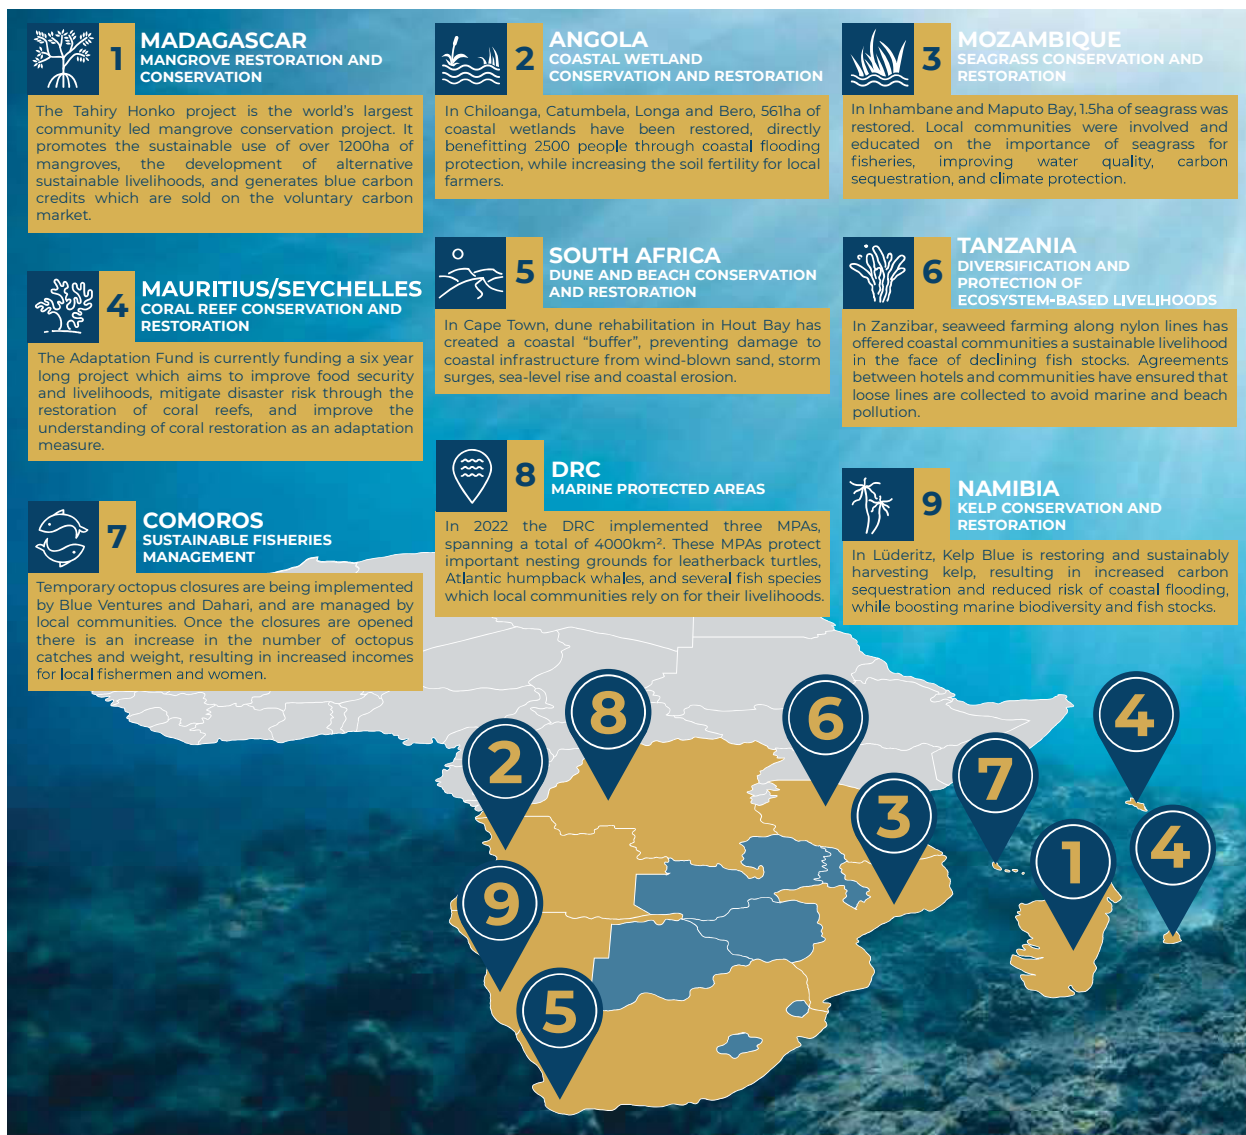 1
MADAGASCAR
MANGROVE RESTORATION AND
CONSERVATION
The Tahiry Honko project is the world's largest
community led mangrove conservation project. It
promotes the sustainable use of over 1200ha of
mangroves, the development of alternative
sustainable livelihoods, and generates blue carbon
credits which are sold on the voluntary carbon
market.
2
ANGOLA
COASTAL WETLAND
CONSERVATION AND RESTORATION
In Chiloanga, Catumbela, Longa and Bero, 561ha of
coastal wetlands have been restored, directly
benefitting 2500 people through coastal flooding
protection, while increasing the soil fertility for local
farmers.
3
MOZAMBIQUE
SEAGRASS CONSERVATION AND
RESTORATION
In Inhambane and Maputo Bay, 1.5ha of seagrass was
restored. Local communities were involved and
educated on the importance of seagrass for
fisheries, improving water quality, carbon
sequestration, and climate protection.
4
MAURITIUS/SEYCHELLES
CORAL REEF CONSERVATION AND
RESTORATION
The Adaptation Fund is currently funding a six year
long project which aims to improve food security
and livelihoods, mitigate disaster risk through the
restoration of coral reefs, and improve the
understanding of coral restoration as an adaptation
measure.
5
SOUTH AFRICA
DUNE AND BEACH CONSERVATION
AND RESTORATION
In Cape Town, dune rehabilitation in Hout Bay has
created a coastal “buffer”, preventing damage to
coastal infrastructure from wind-blown sand, storm
surges, sea-level rise and coastal erosion.
6
TANZANIA
DIVERSIFICATION AND
PROTECTION OF
ECOSYSTEM-BASED LIVELIHOODS
In Zanzibar, seaweed farming along nylon lines has
offered coastal communities a sustainable livelihood
in the face of declining fish stocks. Agreements
between hotels and communities have ensured that
loose lines are collected to avoid marine and beach
pollution.
7
COMOROS
SUSTAINABLE FISHERIES
MANAGEMENT
Temporary octopus closures are being implemented
by Blue Ventures and Dahari, and are managed by
local communities. Once the closures are opened
there is an increase in the number of octopus
catches and weight, resulting in increased incomes
for local fishermen and women.
8
DRC
MARINE PROTECTED AREAS
In 2022 the DRC implemented three MPAs,
spanning a total of 4000km². These MPAs protect
important nesting grounds for leatherback turtles,
Atlantic humpback whales, and several fish species
which local communities rely on for their livelihoods.
9
NAMIBIA
KELP CONSERVATION AND
RESTORATION
In Lüderitz, Kelp Blue is restoring and sustainably
harvesting kelp, resulting in increased carbon
sequestration and reduced risk of coastal flooding,
while boosting marine biodiversity and fish stocks.
8
6
4
2
7
3
1
4
9
5